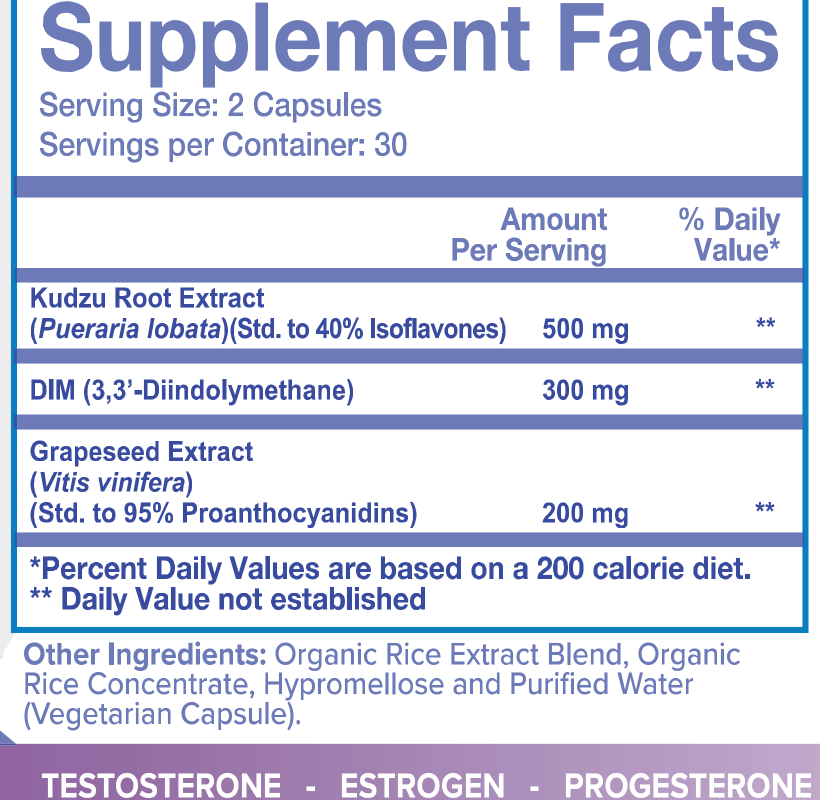 Supplement Facts
Serving Size: 2 Capsules
Servings per Container: 30
Amount Per Serving
% Daily Value*
Kudzu Root Extract
(Pueraria lobata)(Std. to 40% Isoflavones) 500 mg **
DIM (3,3’-Diindolymethane) 300 mg **
Grapeseed Extract
(Vitis vinifera)
(Std. to 95% Proanthocyanidins) 200 mg **
*Percent Daily Values are based on a 200 calorie diet.
** Daily Value not established
Other Ingredients: Organic Rice Extract Blend, Organic
Rice Concentrate, Hypromellose and Purified Water
(Vegetarian Capsule).
TESTOSTERONE - ESTROGEN - PROGESTERONE